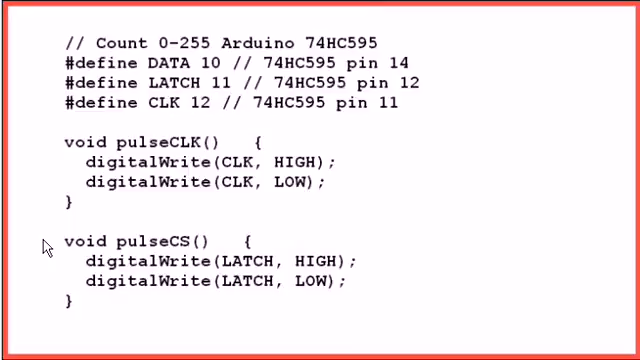 // Count 0-255 Arduino 74HC595
#define DATA 10 // 74HC595 pin 14
#define LATCH 11 // 74HC595 pin 12
#define CLK 12 // 74HC595 pin 11
void pulseCLK()   {
  digitalWrite(CLK, HIGH);
  digitalWrite(CLK, LOW);
}
void pulseCS()   {
  digitalWrite(LATCH, HIGH);
  digitalWrite(LATCH, LOW);
}